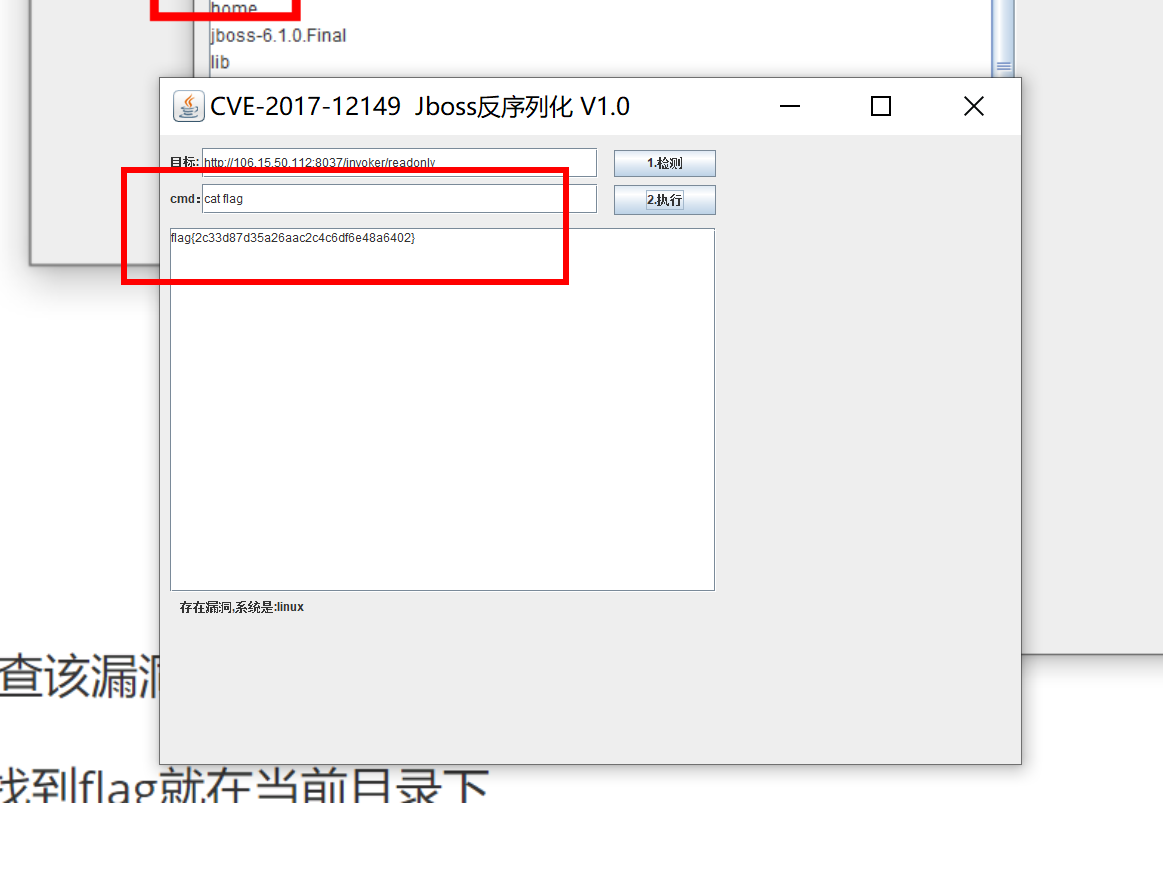 home
jboss-6.1.0.Final
lib
CVE-2017-12149 Jboss反序列化 V1.0
目标: http://106.15.50.112:8037/invoker/readonly 1.检测
cmd: cat flag 2.执行
flag{2c33d87d35a26aac2c4c6df6e48a6402}
存在漏洞,系统是:linux
查该漏洞
找到flag就在当前目录下